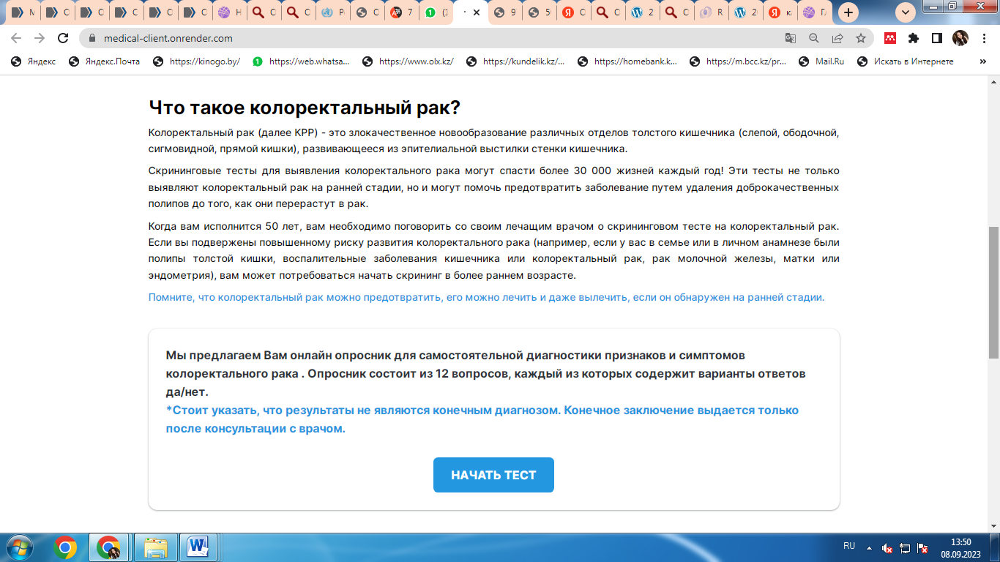 М
С
С
С
С
С
Н
С
С
Р
С
7
(1
9
5
С
С
2
С
R
2
к
Гл
medical-client.onrender.com
Яндекс
Яндекс.Почта
https://kinogo.by/
1
https://web.whatsa...
https://www.olx.kz/
https://kundelik.kz/...
https://homebank.k...
https://m.bcc.kz/pr...
Mail.Ru
Искать в Интернете
»
Что такое колоректальный рак?
Колоректальный рак (далее КРР) - это злокачественное новообразование различных отделов толстого кишечника (слепой, ободочной,
сигмовидной, прямой кишки), развивающееся из эпителиальной выстилки стенки кишечника.
Скрининговые тесты для выявления колоректального рака могут спасти более 30 000 жизней каждый год! Эти тесты не только
выявляют колоректальный рак на ранней стадии, но и могут помочь предотвратить заболевание путем удаления доброкачественных
полипов до того, как они перерастут в рак.
Когда вам исполнится 50 лет, вам необходимо поговорить со своим лечащим врачом о скрининговом тесте на колоректальный рак.
Если вы подвержены повышенному риску развития колоректального рака (например, если у вас в семье или в личном анамнезе были
полипы толстой кишки, воспалительные заболевания кишечника или колоректальный рак, рак молочной железы, матки или
эндометрия), вам может потребоваться начать скрининг в более раннем возрасте.
Помните, что колоректальный рак можно предотвратить, его можно лечить и даже вылечить, если он обнаружен на ранней стадии.
Мы предлагаем Вам онлайн опросник для самостоятельной диагностики признаков и симптомов
колоректального рака . Опросник состоит из 12 вопросов, каждый из которых содержит варианты ответов
да/нет.
*Стоит указать, что результаты не являются конечным диагнозом. Конечное заключение выдается только
после консультации с врачом.
НАЧАТЬ ТЕСТ
RU
13:50
08.09.2023